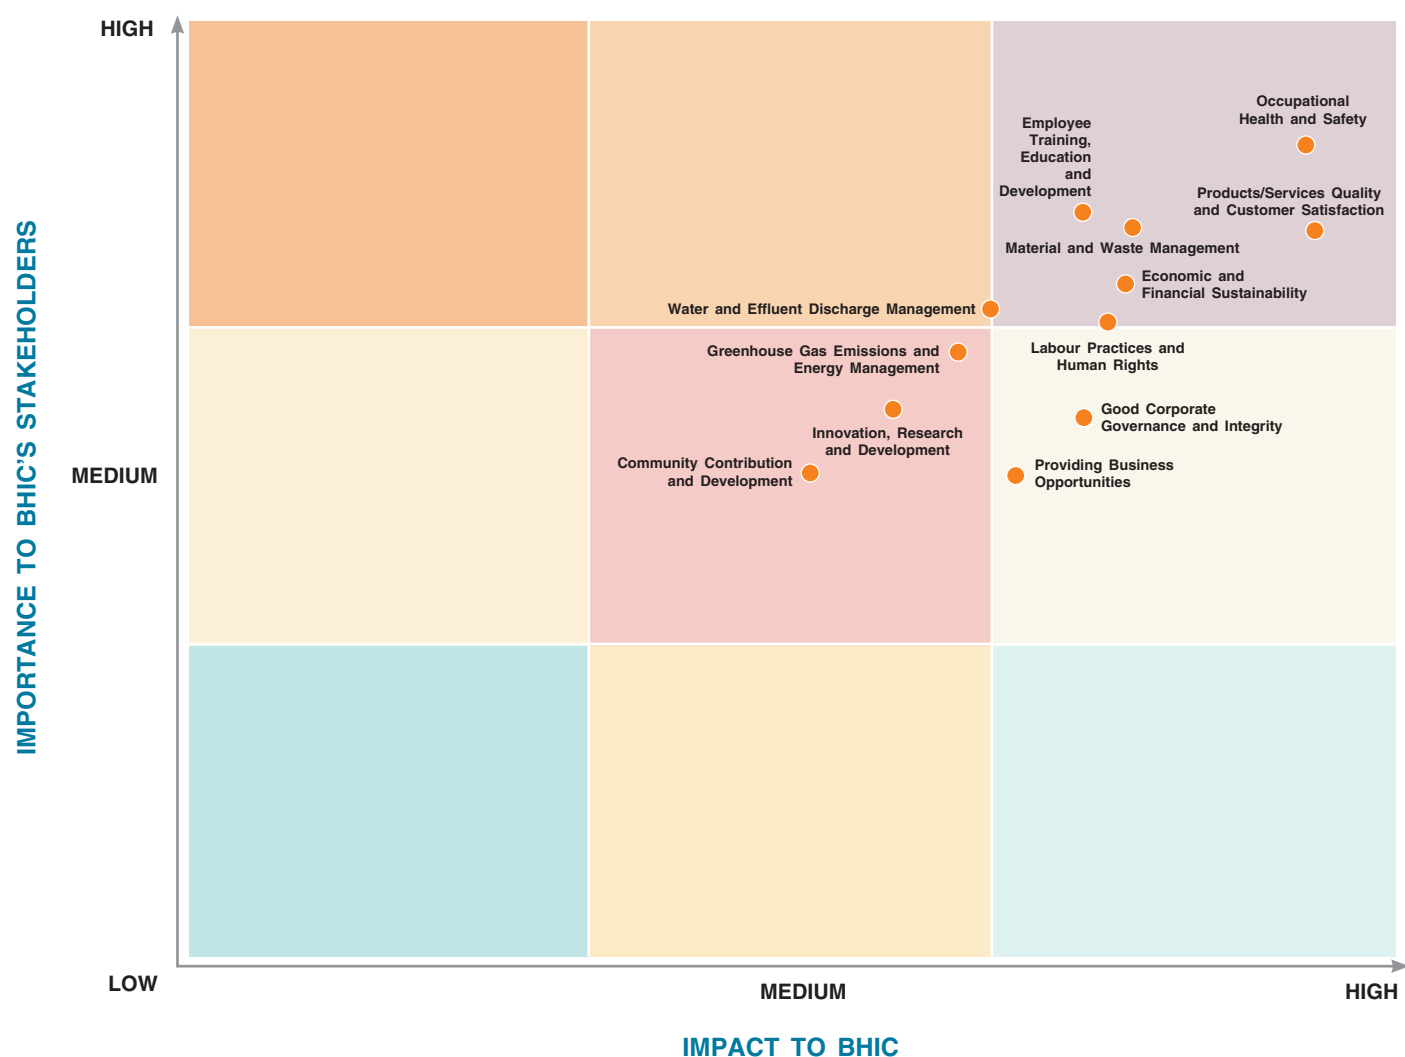 HIGH
Occupational
Health and Safety
Employee
Training,
Education
and
Development
Products/Services Quality
and Customer Satisfaction
Material and Waste Management
Economic and
Financial Sustainability
Water and Effluent Discharge Management
Greenhouse Gas Emissions and
Energy Management
Labour Practices and
Human Rights
Good Corporate
Governance and Integrity
Innovation, Research
and Development
Community Contribution
and Development
Providing Business
Opportunities
IMPORTANCE TO BHIC'S STAKEHOLDERS
MEDIUM
LOW
MEDIUM
HIGH
IMPACT TO BHIC